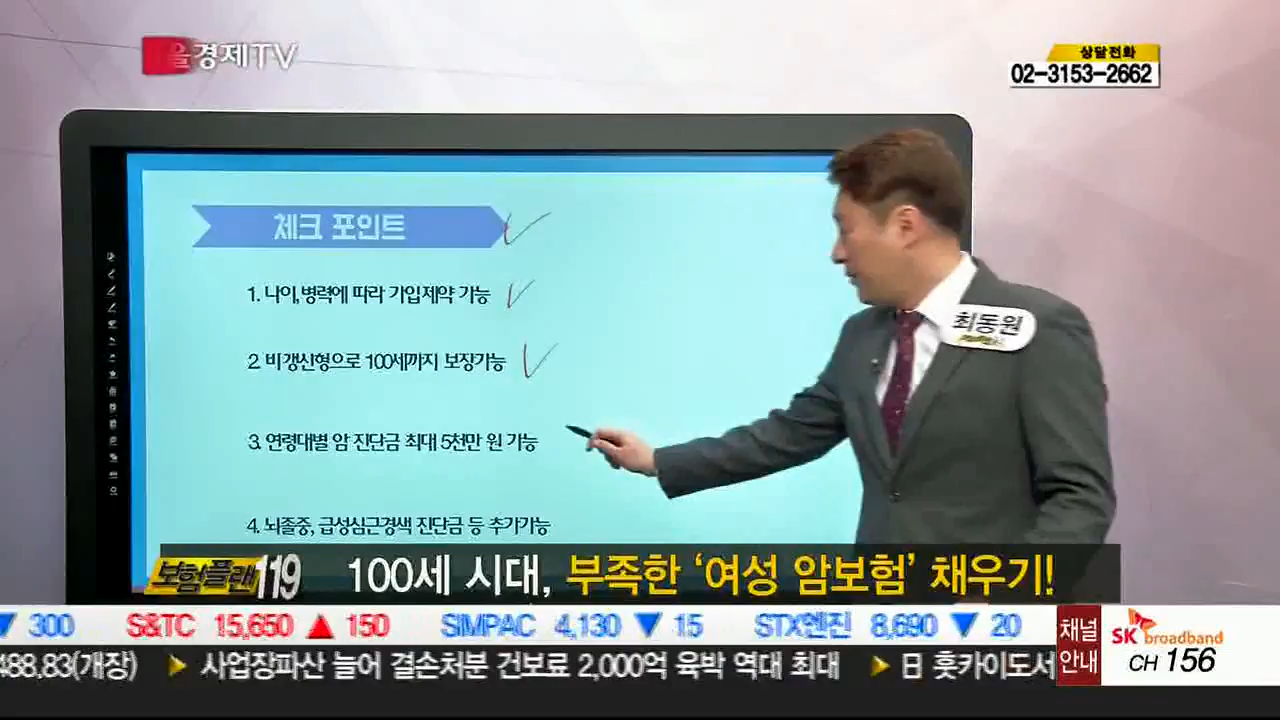 울경제TV
상담전화
02-3153-2662
체크 포인트
1. 나이,병력에 따라 가입제약 가능
2. 비갱신형으로 100세까지 보장가능
3. 연령대별 암 진단금 최대 5천만 원 가능
4. 뇌졸중, 급성심근경색 진단금 등 추가가능
최동원
보험플랜119 100세 시대, 부족한 ‘여성 암보험’ 채우기!
▼ 300 S&TC 15,650 ▲ 150 SIMPAC 4,130 ▼ 15 STX엔진 8,690 ▼ 20
488.83(개장) ▶ 사업장파산 늘어 결손처분 건보료 2,000억 육박 역대 최대 ▶ 日 홋카이도서
채널
안내
SK broadband
CH 156